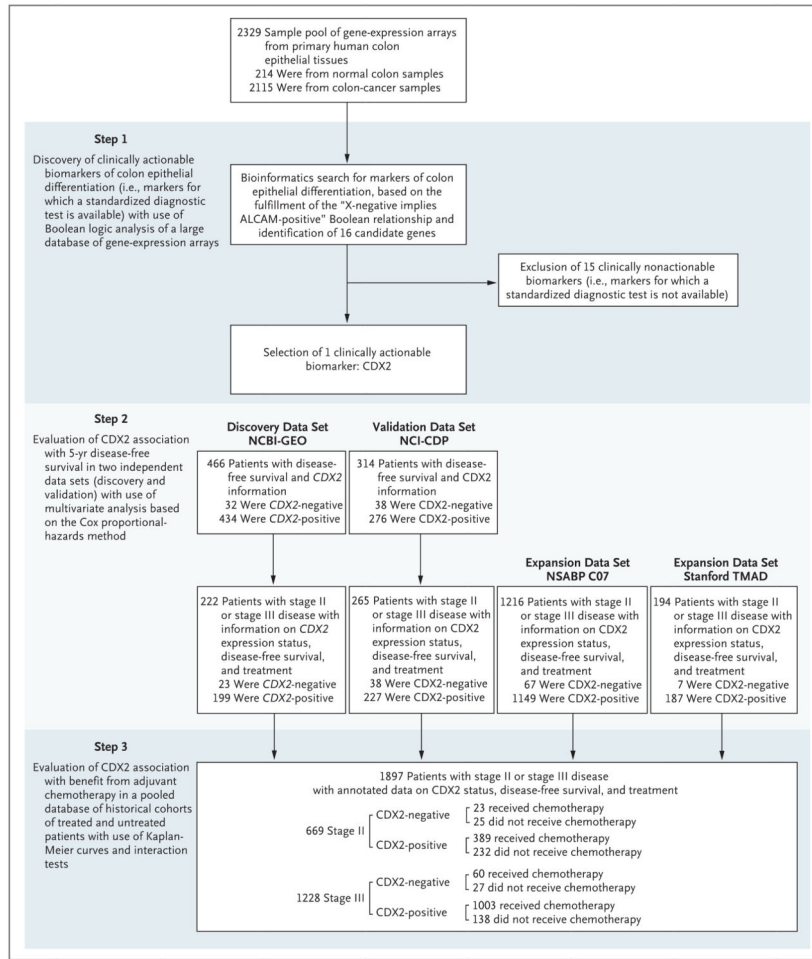 2329 Sample pool of gene-expression arrays
from primary human colon
epithelial tissues
214 Were from normal colon samples
2115 Were from colon-cancer samples
Step 1
Discovery of clinically actionable
biomarkers of colon epithelial
differentiation (i.e., markers for
which a standardized diagnostic
test is available) with use of
Boolean logic analysis of a large
database of gene-expression arrays
Bioinformatics search for markers of colon
epithelial differentiation, based on the
fulfillment of the "X-negative implies
ALCAM-positive" Boolean relationship and
identification of 16 candidate genes
Exclusion of 15 clinically nonactionable
biomarkers (i.e., markers for which a
standardized diagnostic test is not available)
Selection of 1 clinically actionable
biomarker: CDX2
Step 2
Evaluation of CDX2 association
with 5-yr disease-free
survival in two independent
data sets (discovery and
validation) with use of
multivariate analysis based
on the Cox proportional-
hazards method
Discovery Data Set
NCBI-GEO
466 Patients with disease-
free survival and CDX2
information
32 Were CDX2-negative
434 Were CDX2-positive
Validation Data Set
NCI-CDP
314 Patients with disease-
free survival and CDX2
information
38 Were CDX2-negative
276 Were CDX2-positive
Expansion Data Set
NSABP C07
Expansion Data Set
Stanford TMAD
222 Patients with stage II
or stage III disease with
information on CDX2
expression status,
disease-free survival,
and treatment
23 Were CDX2-negative
199 Were CDX2-positive
265 Patients with stage II
or stage III disease with
information on CDX2
expression status,
disease-free survival,
and treatment
38 Were CDX2-negative
227 Were CDX2-positive
1216 Patients with stage II
or stage III disease with
information on CDX2
expression status,
disease-free survival,
and treatment
67 Were CDX2-negative
1149 Were CDX2-positive
194 Patients with stage II
or stage III disease with
information on CDX2
expression status,
disease-free survival,
and treatment
7 Were CDX2-negative
187 Were CDX2-positive
Step 3
Evaluation of CDX2 association
with benefit from adjuvant
chemotherapy in a pooled
database of historical cohorts
of treated and untreated
patients with use of Kaplan-
Meier curves and interaction
tests
1897 Patients with stage II or stage III disease
with annotated data on CDX2 status, disease-free survival, and treatment
669 Stage II
CDX2-negative
23 received chemotherapy
25 did not receive chemotherapy
CDX2-positive
389 received chemotherapy
232 did not receive chemotherapy
1228 Stage III
CDX2-negative
60 received chemotherapy
27 did not receive chemotherapy
CDX2-positive
1003 received chemotherapy
138 did not receive chemotherapy